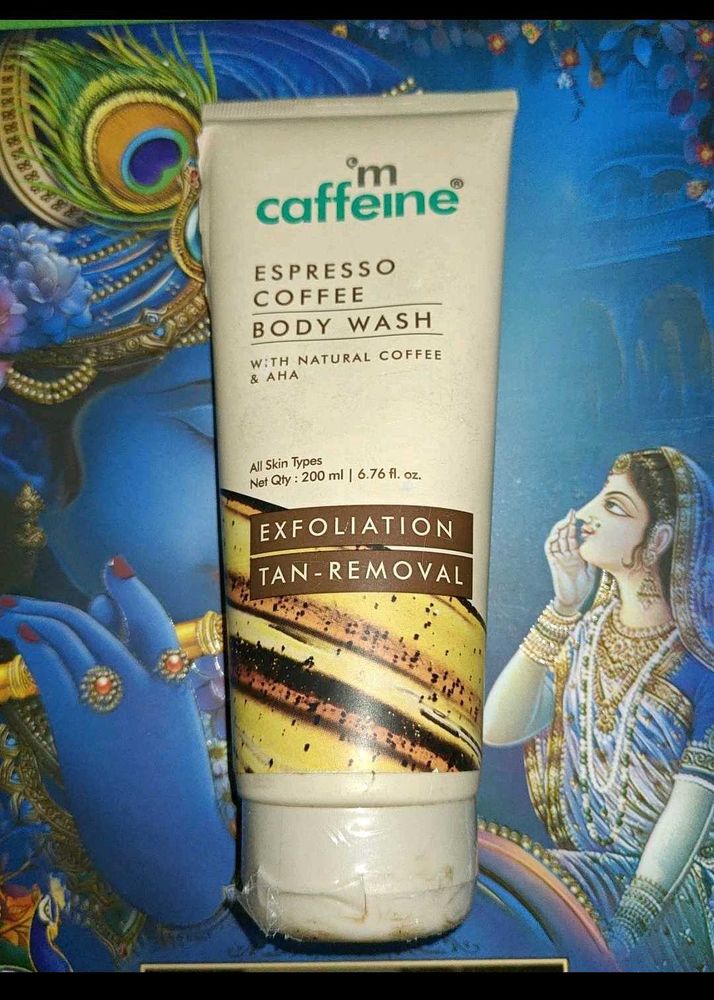 'm
caffeine®
ESPRESSO
COFFEE
BODY WASH
WITH NATURAL COFFEE
& AHA
All Skin Types
Net Qty : 200 ml | 6.76 fl. oz.
EXFOLIATION
TAN-REMOVAL